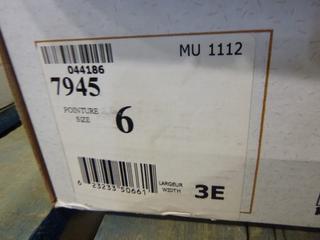 044186
MU 1112
7945
POINTURE
SIZE
6
6 23233 50661
LARGEUR
WIDTH
3E